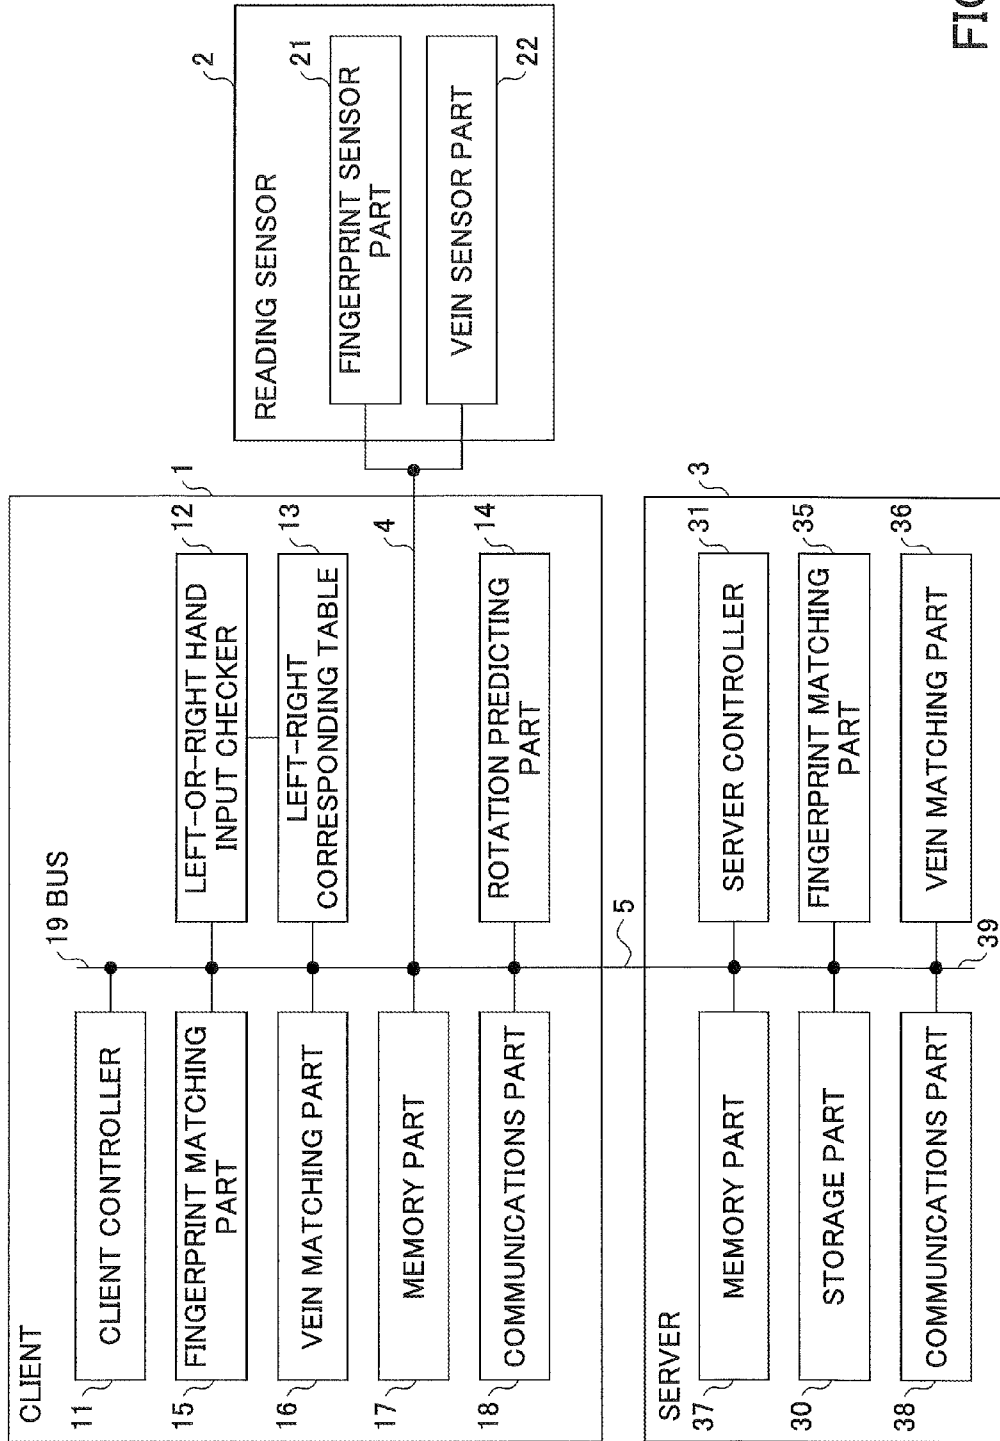 CLIENT
1
11
CLIENT CONTROLLER
19 BUS
15
FINGERPRINT MATCHING
PART
12
LEFT-OR-RIGHT HAND
INPUT CHECKER
16
VEIN MATCHING PART
13
LEFT-RIGHT
CORRESPONDING TABLE
17
MEMORY PART
4
18
COMMUNICATIONS PART
14
ROTATION PREDICTING
PART
2
READING SENSOR
21
FINGERPRINT SENSOR
PART
22
VEIN SENSOR PART
5
SERVER
3
37
MEMORY PART
31
SERVER CONTROLLER
30
STORAGE PART
35
FINGERPRINT MATCHING
PART
38
COMMUNICATIONS PART
36
VEIN MATCHING PART
39